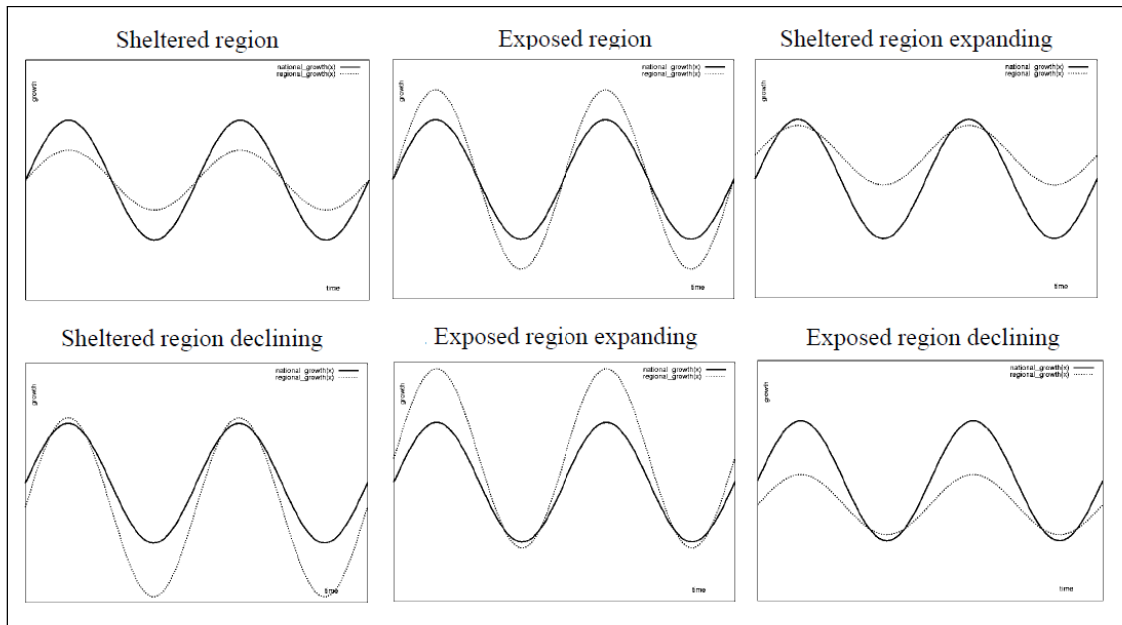 Sheltered region
national_growth(x)
regional_growth(x)
growth
time
Exposed region
national_growth(x)
regional_growth(x)
growth
time
Sheltered region expanding
national_growth(x)
regional_growth(x)
growth
time
Sheltered region declining
national_growth(x)
regional_growth(x)
growth
time
Exposed region expanding
national_growth(x)
regional_growth(x)
growth
time
Exposed region declining
national_growth(x)
regional_growth(x)
growth
time